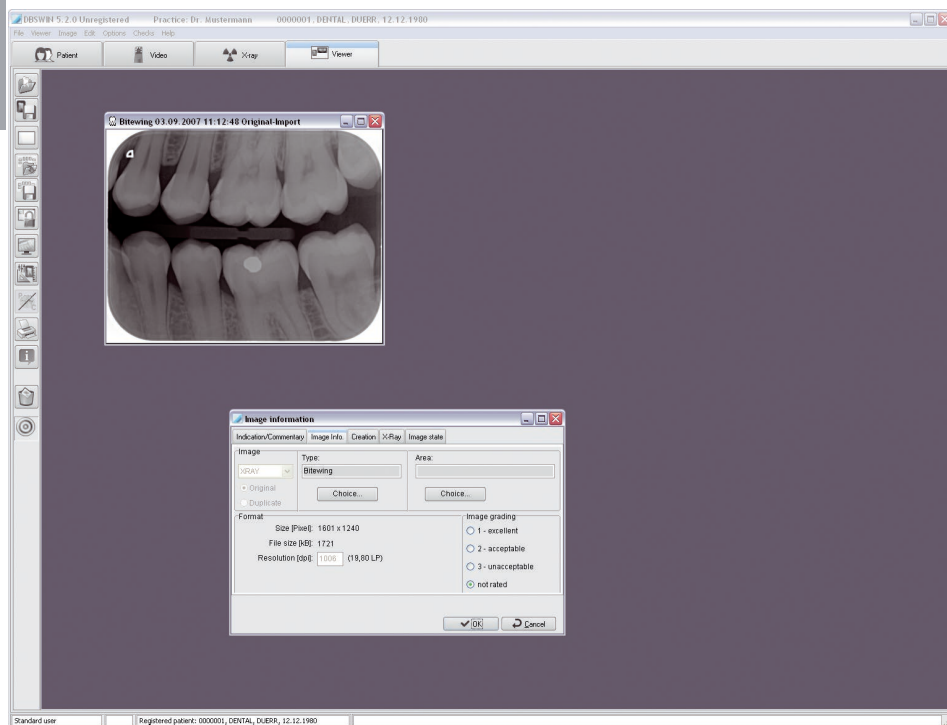 DBSWIN 5.2.0 Unregistered Practice: Dr. Mustermann 0000001, DENTAL, DUERR, 12.12.1980
File Viewer Image Edit Options Checks Help
Patient Video X-ray Viewer
Bitewing 03.09.2007 11:12:48 Original-Import
Image information
Indication/Commentary Image Info. Creation X-Ray Image state
Image Type: Area:
XRAY Bitewing
Original
Choice... Choice...
Duplicate
Format Image grading
Size [Pixel]: 1601 x 1240 1 - excellent
File size [kB]: 1721 2 - acceptable
Resolution [dpi]: 1006 (19,80 LP) 3 - unacceptable
not rated
OK Cancel
Standard user Registered patient: 0000001, DENTAL, DUERR, 12.12.1980